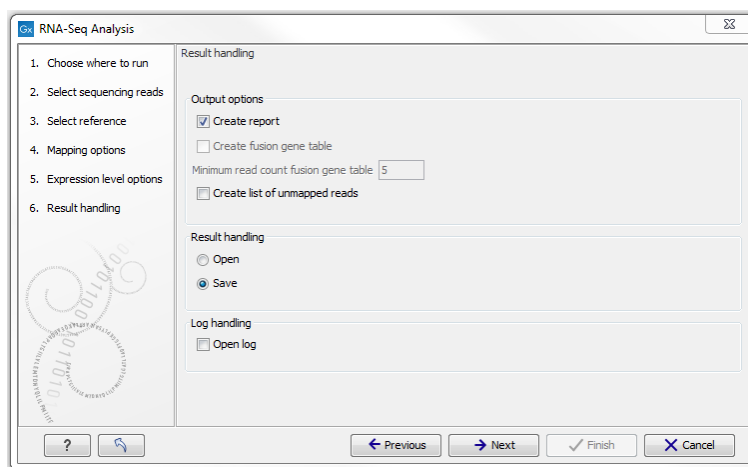 Gx RNA-Seq Analysis
1. Choose where to run
2. Select sequencing reads
3. Select reference
4. Mapping options
5. Expression level options
6. Result handling
Result handling
Output options
Create report
Create fusion gene table
Minimum read count fusion gene table 5
Create list of unmapped reads
Result handling
Open
Save
Log handling
Open log
?
Previous
Next
Finish
Cancel